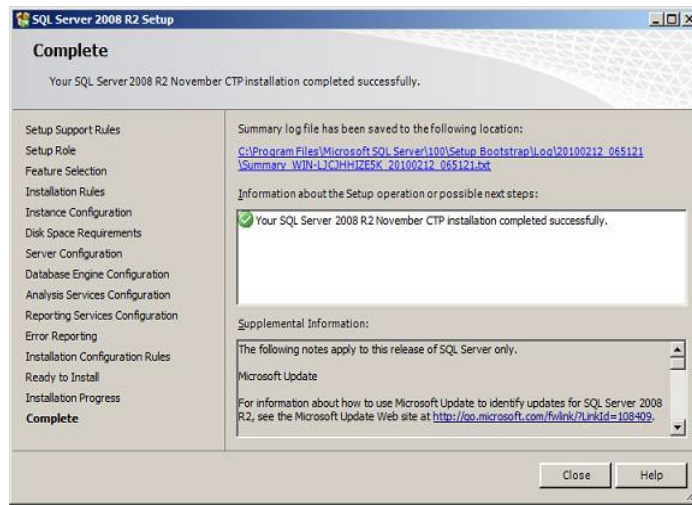 SQL Server 2008 R2 Setup
Complete
Your SQL Server 2008 R2 November CTP installation completed successfully.
Setup Support Rules
Setup Role
Feature Selection
Installation Rules
Instance Configuration
Disk Space Requirements
Server Configuration
Database Engine Configuration
Analysis Services Configuration
Reporting Services Configuration
Error Reporting
Installation Configuration Rules
Ready to Install
Installation Progress
Complete
Summary log file has been saved to the following location:
C:\Program Files\Microsoft SQL Server\100\Setup Bootstrap\Log\20100212_065121
\Summary_WIN-LJCJHHIZE5K_20100212_065121.txt
Information about the Setup operation or possible next steps:
Your SQL Server 2008 R2 November CTP installation completed successfully.
Supplemental Information:
The following notes apply to this release of SQL Server only.
Microsoft Update
For information about how to use Microsoft Update to identify updates for SQL Server 2008
R2, see the Microsoft Update Web site at http://go.microsoft.com/fwlink/?LinkId=108409.
Close
Help